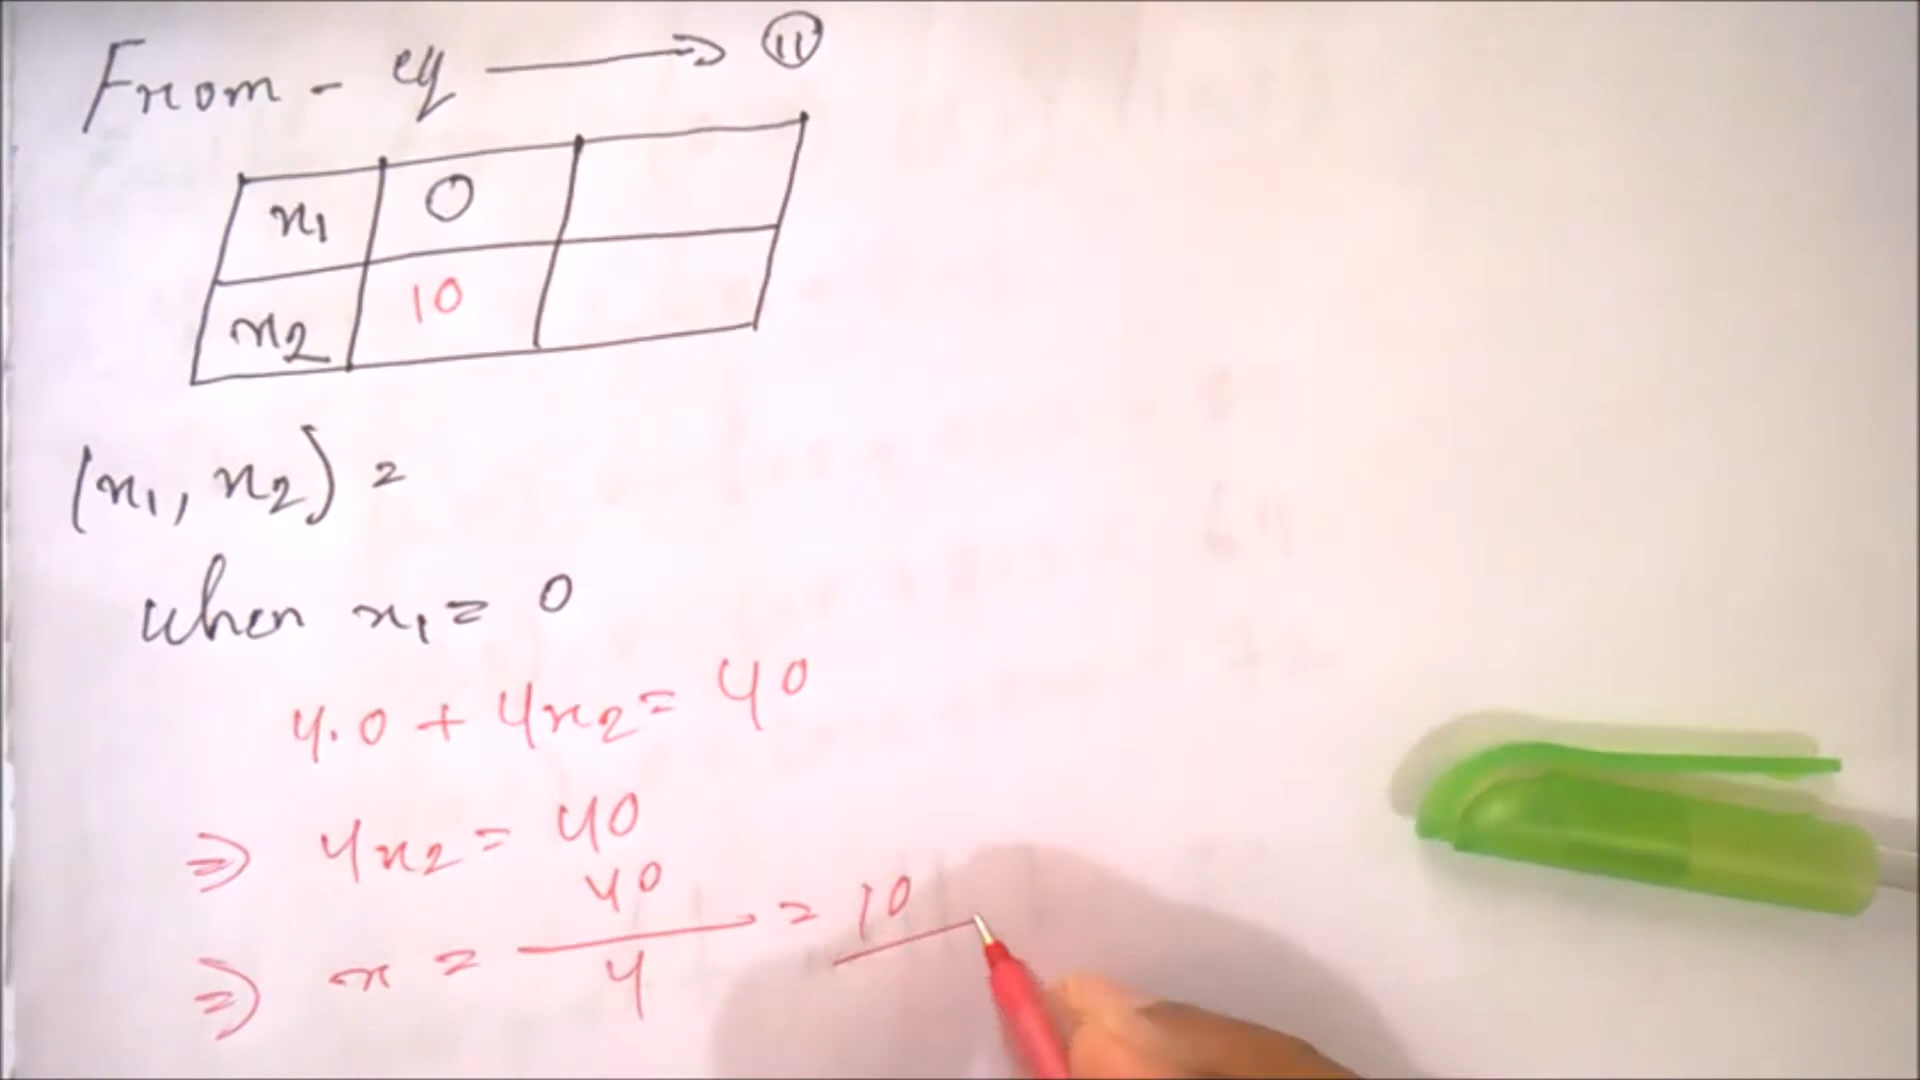 From - eq ⟶ (ii)
x1 0
x2 10
(x1, x2) =
when x1 = 0
4.0 + 4x2 = 40
⇒ 4x2 = 40
⇒ x = 40/4 = 10